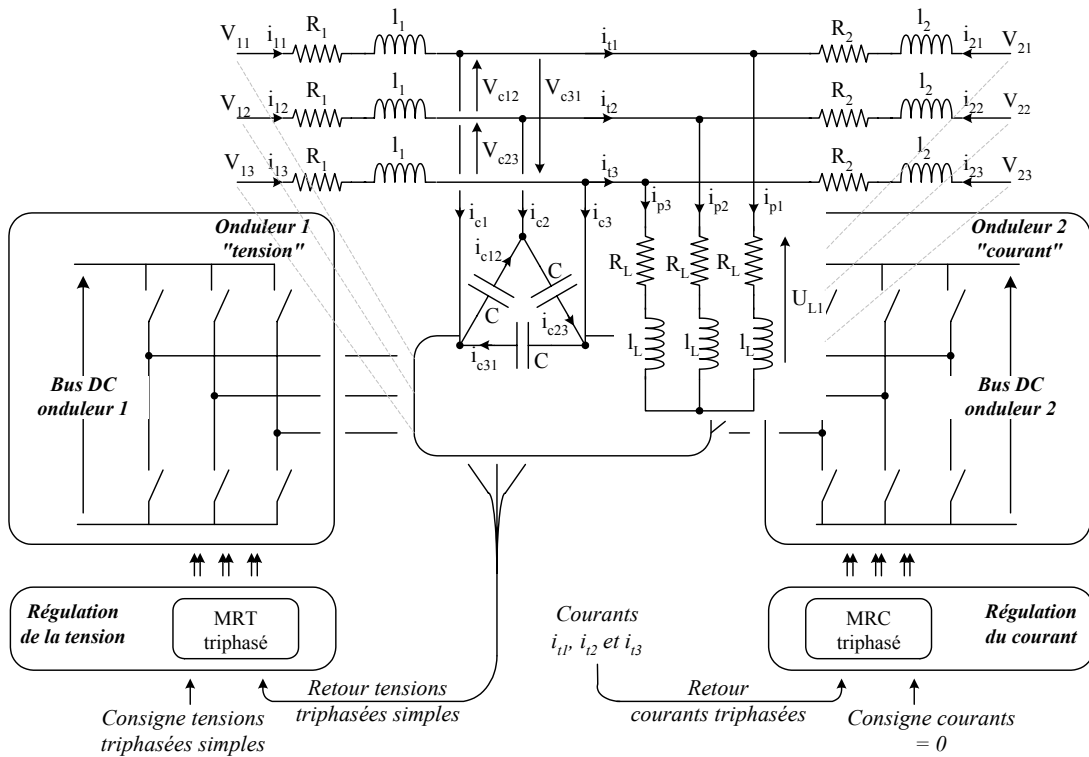 V11 i11 R1 l1 it1 R2 l2 i21 V21
Vc12 Vc31
V12 i12 R1 l1 it2 R2 l2 i22 V22
Vc23
V13 i13 R1 l1 it3 R2 l2 i23 V23
ip3 ip2 ip1
ic1 ic2 ic3
Onduleur 1
"tension"
Onduleur 2
"courant"
ic12 C C ic23
ic31 C
RL RL RL
UL1
lL lL lL
Bus DC
onduleur 1
Bus DC
onduleur 2
Régulation
de la tension
MRT
triphasé
Courants
it1, it2 et it3
MRC
triphasé
Régulation
du courant
Retour tensions
triphasées simples
Retour
courants triphasées
Consigne tensions
triphasées simples
Consigne courants
= 0